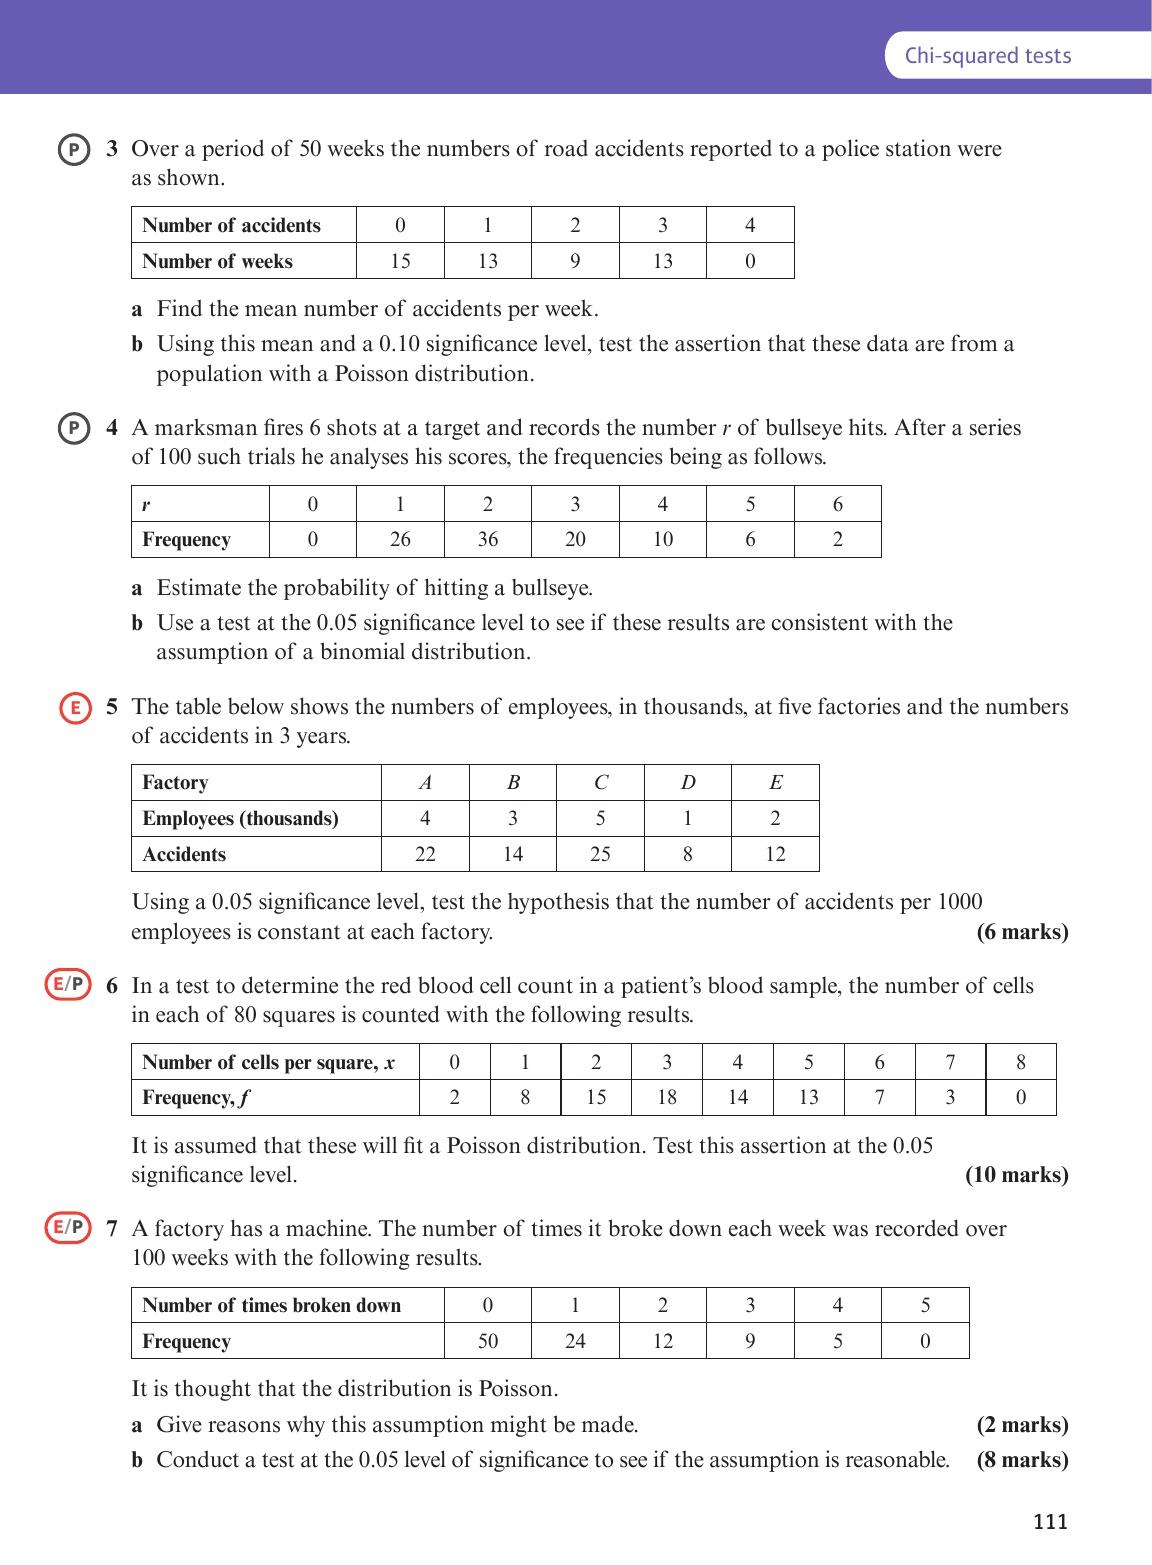 Chi-squared tests
P 3 Over a period of 50 weeks the numbers of road accidents reported to a police station were
as shown.
Number of accidents 0 1 2 3 4
Number of weeks 15 13 9 13 0
a Find the mean number of accidents per week.
b Using this mean and a 0.10 significance level, test the assertion that these data are from a
population with a Poisson distribution.
P 4 A marksman fires 6 shots at a target and records the number r of bullseye hits. After a series
of 100 such trials he analyses his scores, the frequencies being as follows.
r 0 1 2 3 4 5 6
Frequency 0 26 36 20 10 6 2
a Estimate the probability of hitting a bullseye.
b Use a test at the 0.05 significance level to see if these results are consistent with the
assumption of a binomial distribution.
E 5 The table below shows the numbers of employees, in thousands, at five factories and the numbers
of accidents in 3 years.
Factory A B C D E
Employees (thousands) 4 3 5 1 2
Accidents 22 14 25 8 12
Using a 0.05 significance level, test the hypothesis that the number of accidents per 1000
employees is constant at each factory. (6 marks)
E/P 6 In a test to determine the red blood cell count in a patient's blood sample, the number of cells
in each of 80 squares is counted with the following results.
Number of cells per square, x 0 1 2 3 4 5 6 7 8
Frequency, f 2 8 15 18 14 13 7 3 0
It is assumed that these will fit a Poisson distribution. Test this assertion at the 0.05
significance level. (10 marks)
E/P 7 A factory has a machine. The number of times it broke down each week was recorded over
100 weeks with the following results.
Number of times broken down 0 1 2 3 4 5
Frequency 50 24 12 9 5 0
It is thought that the distribution is Poisson.
a Give reasons why this assumption might be made. (2 marks)
b Conduct a test at the 0.05 level of significance to see if the assumption is reasonable. (8 marks)
111